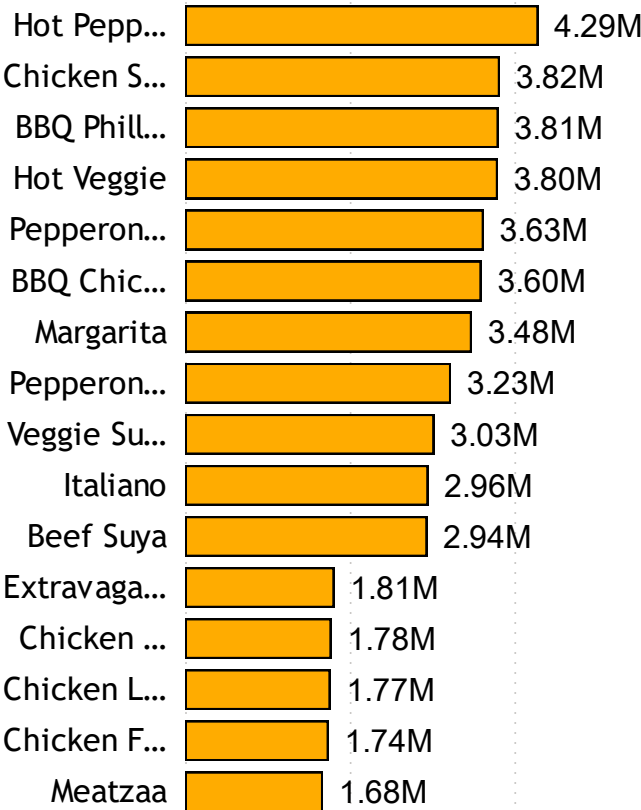 Hot Pepp... 4.29M
Chicken S... 3.82M
BBQ Phill... 3.81M
Hot Veggie 3.80M
Pepperon... 3.63M
BBQ Chic... 3.60M
Margarita 3.48M
Pepperon... 3.23M
Veggie Su... 3.03M
Italiano 2.96M
Beef Suya 2.94M
Extravaga... 1.81M
Chicken ... 1.78M
Chicken L... 1.77M
Chicken F... 1.74M
Meatzaa 1.68M